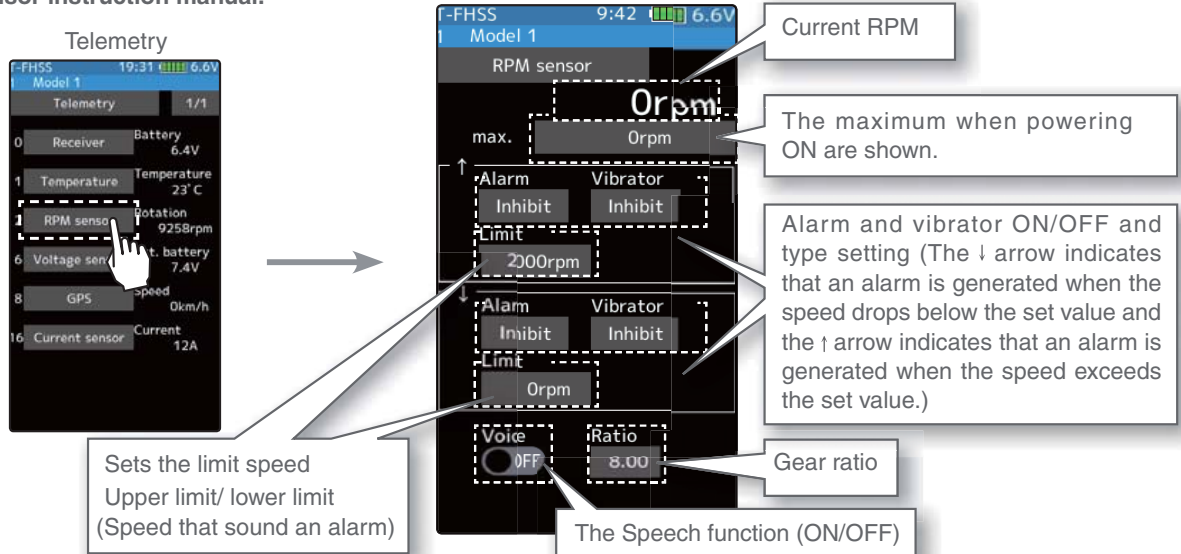 sor instruction manual.
Telemetry
T-FHSS 19:31 6.6V
1 Model 1
Telemetry 1/1
0 Receiver Battery 6.4V
1 Temperature Temperature 23°C
2 RPM sensor Rotation 9258rpm
6 Voltage sen t. battery 7.4V
8 GPS Speed 0km/h
16 Current sensor Current 12A
T-FHSS 9:42 6.6V
1 Model 1
RPM sensor
0rpm
max. 0rpm
↑
Alarm Vibrator
Inhibit Inhibit
Limit
2000rpm
↓
Alarm Vibrator
Inhibit Inhibit
Limit
0rpm
Voice Ratio
OFF 8.00
Current RPM
The maximum when powering
ON are shown.
Alarm and vibrator ON/OFF and
type setting (The ↓ arrow indicates
that an alarm is generated when the
speed drops below the set value and
the ↑ arrow indicates that an alarm is
generated when the speed exceeds
the set value.)
Sets the limit speed
Upper limit/ lower limit
(Speed that sound an alarm)
Gear ratio
The Speech function (ON/OFF)